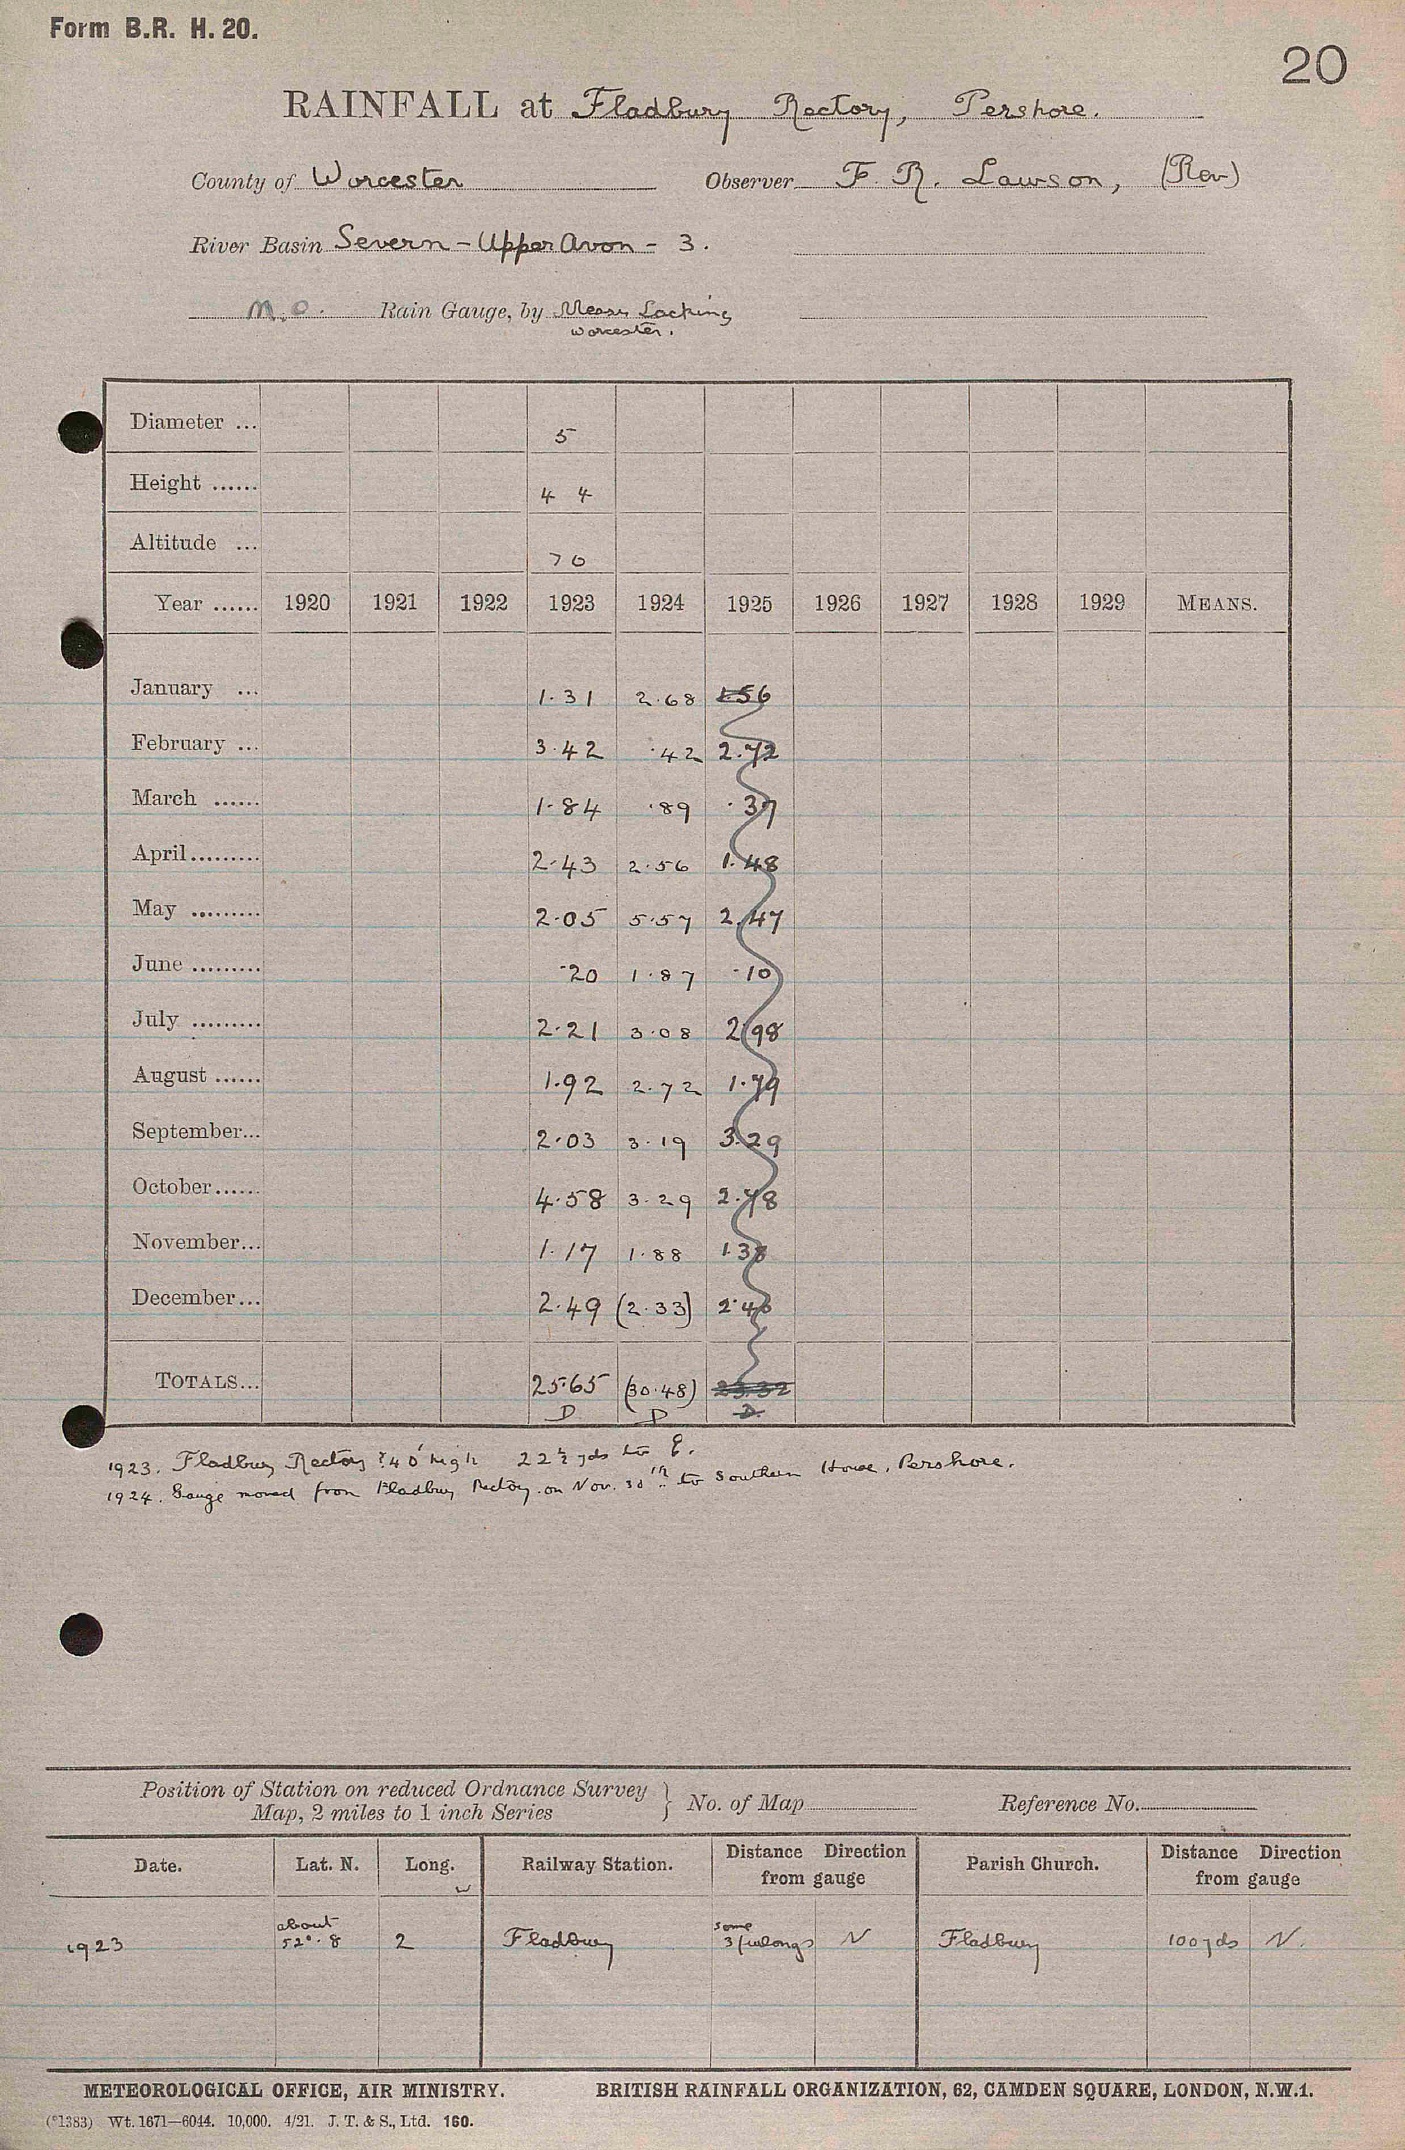 Form B.R. H. 20.
20
RAINFALL at Fladbury Rectory, Pershore.
County of Worcester Observer F. R. Lawson, (Rev)
River Basin Severn - Upper Avon - 3.
M.O. Rain Gauge, by Messrs Locking
Worcester.
Diameter ... 5
Height ...... 4 4
Altitude ... 70
Year ...... 1920 1921 1922 1923 1924 1925 1926 1927 1928 1929 MEANS.
January ... 1.31 2.68 1.56
February ... 3.42 .42 2.72
March ...... 1.84 .89 .37
April ......... 2.43 2.56 1.48
May ......... 2.05 5.57 2.47
June ......... .20 1.87 .10
July ......... 2.21 3.08 2.98
August ...... 1.92 2.72 1.79
September... 2.03 3.19 3.29
October...... 4.58 3.29 2.78
November... 1.17 1.88 1.38
December... 2.49 (2.33) 2.40
TOTALS... 25.65 (30.48) 23.32
D D D.
1923. Fladbury Rectory ? 40' high 22½ yds to E.
1924. Gauge moved from Fladbury Rectory on Nov. 30th to Southern House, Pershore.
Position of Station on reduced Ordnance Survey
Map, 2 miles to 1 inch Series } No. of Map Reference No.
Date. Lat. N. Long. W Railway Station. Distance Direction from gauge Parish Church. Distance Direction from gauge
1923 about 52°.8 2 Fladbury some 3 furlongs N Fladbury 100 yds N.
METEOROLOGICAL OFFICE, AIR MINISTRY. BRITISH RAINFALL ORGANIZATION, 62, CAMDEN SQUARE, LONDON, N.W.1.
(*1383) Wt. 1671—6044. 10,000. 4/21. J. T. & S., Ltd. 160.